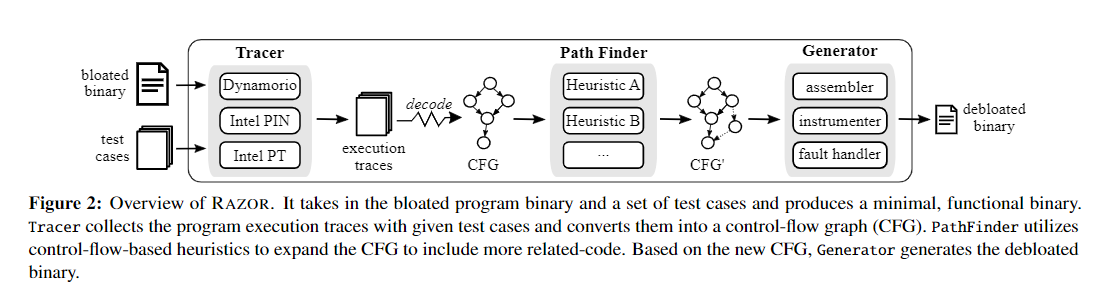 Tracer
Path Finder
Generator
bloated
binary
test
cases
Dynamorio
Intel PIN
Intel PT
execution
traces
decode
CFG
Heuristic A
Heuristic B
...
CFG'
assembler
instrumenter
fault handler
debloated
binary
Figure 2: Overview of RAZOR. It takes in the bloated program binary and a set of test cases and produces a minimal, functional binary.
Tracer collects the program execution traces with given test cases and converts them into a control-flow graph (CFG). PathFinder utilizes
control-flow-based heuristics to expand the CFG to include more related-code. Based on the new CFG, Generator generates the debloated
binary.